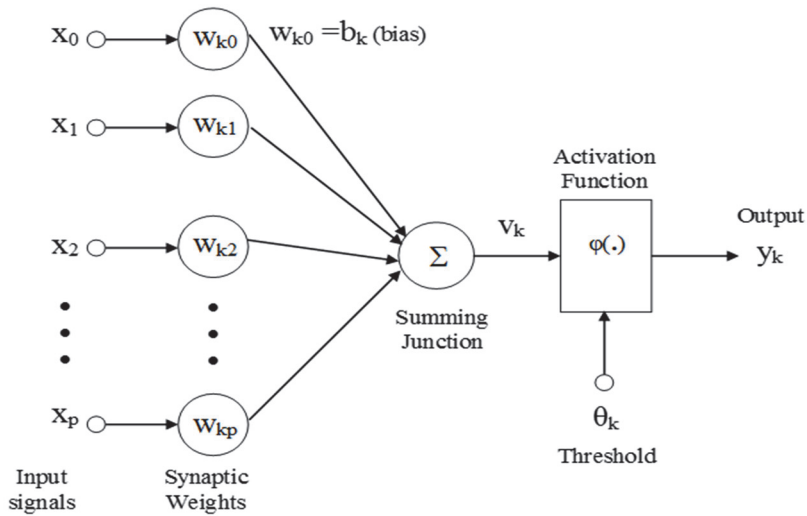 x0
wk0
wk0 =bk (bias)
x1
wk1
Activation
Function
x2
wk2
Σ
vk
φ(.)
Output
yk
Summing
Junction
xp
wkp
θk
Threshold
Input
signals
Synaptic
Weights